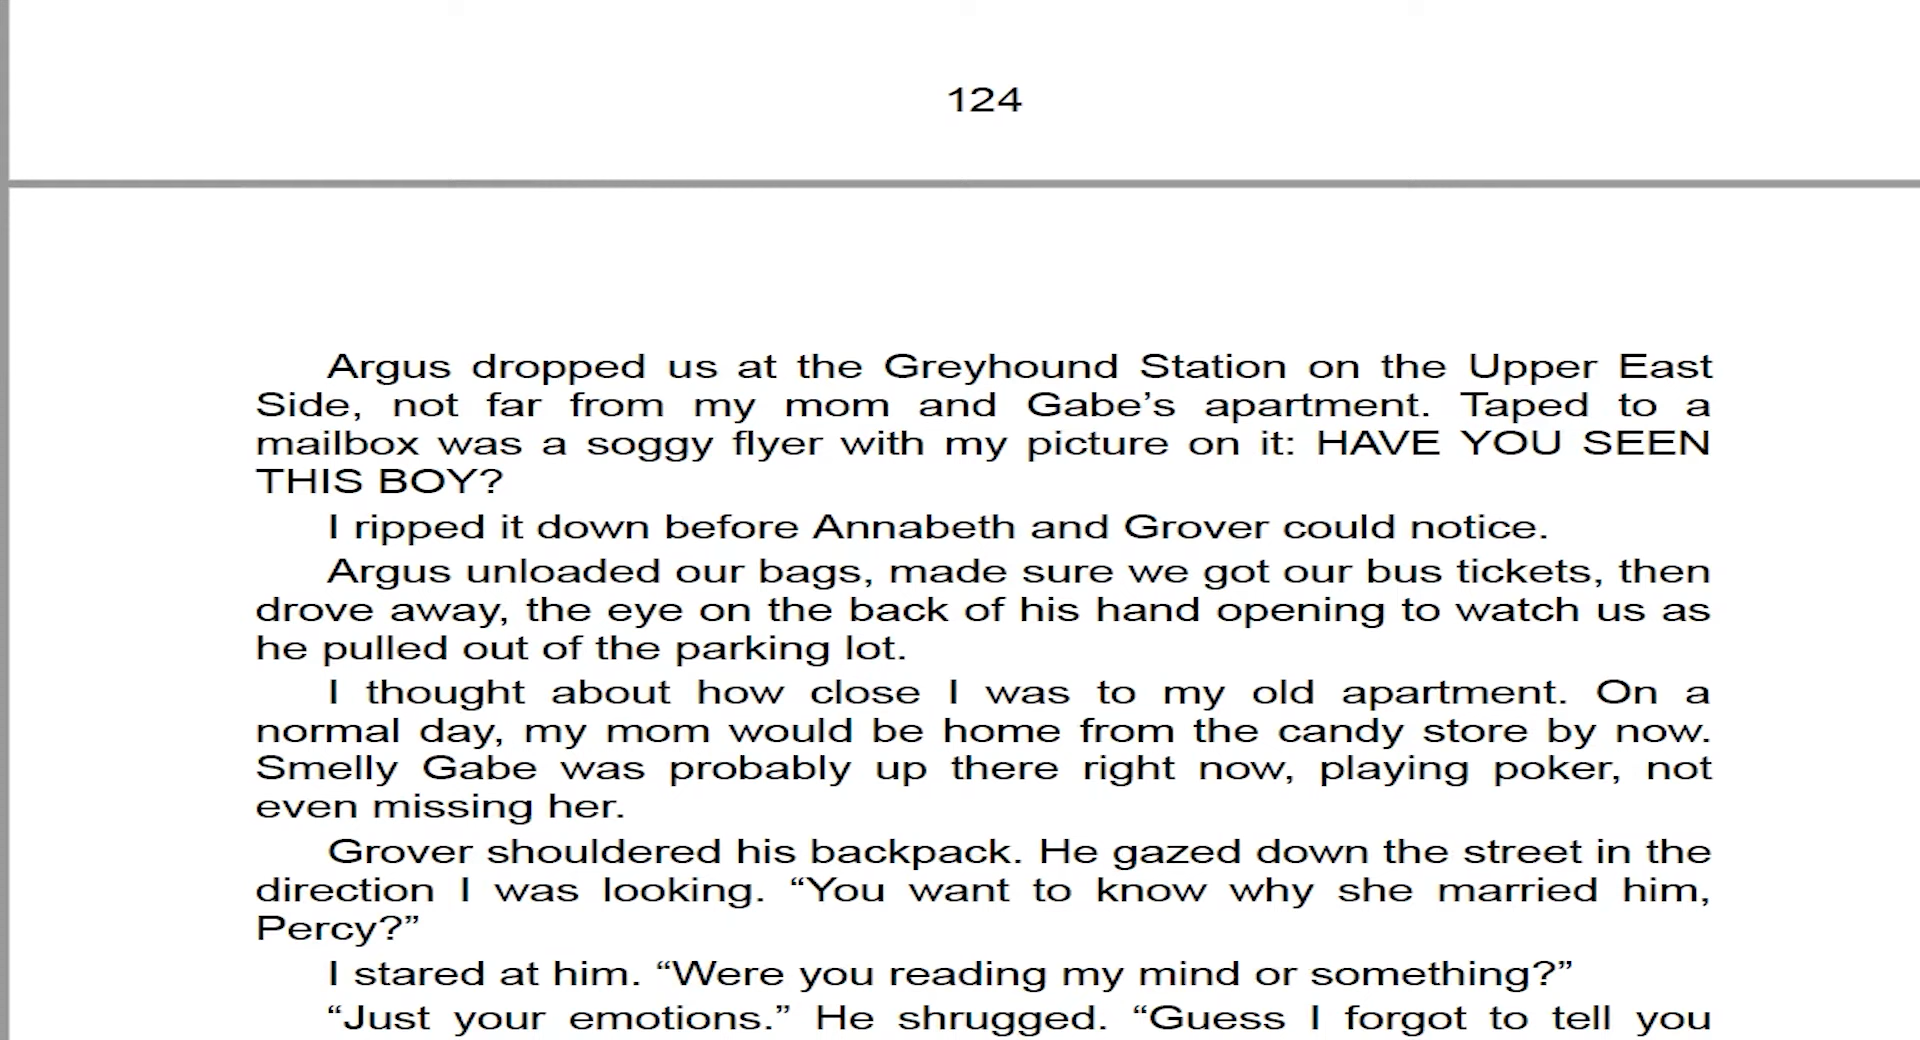 124
Argus dropped us at the Greyhound Station on the Upper East
Side, not far from my mom and Gabe’s apartment. Taped to a
mailbox was a soggy flyer with my picture on it: HAVE YOU SEEN
THIS BOY?
I ripped it down before Annabeth and Grover could notice.
Argus unloaded our bags, made sure we got our bus tickets, then
drove away, the eye on the back of his hand opening to watch us as
he pulled out of the parking lot.
I thought about how close I was to my old apartment. On a
normal day, my mom would be home from the candy store by now.
Smelly Gabe was probably up there right now, playing poker, not
even missing her.
Grover shouldered his backpack. He gazed down the street in the
direction I was looking. “You want to know why she married him,
Percy?”
I stared at him. “Were you reading my mind or something?”
“Just your emotions.” He shrugged. “Guess I forgot to tell you